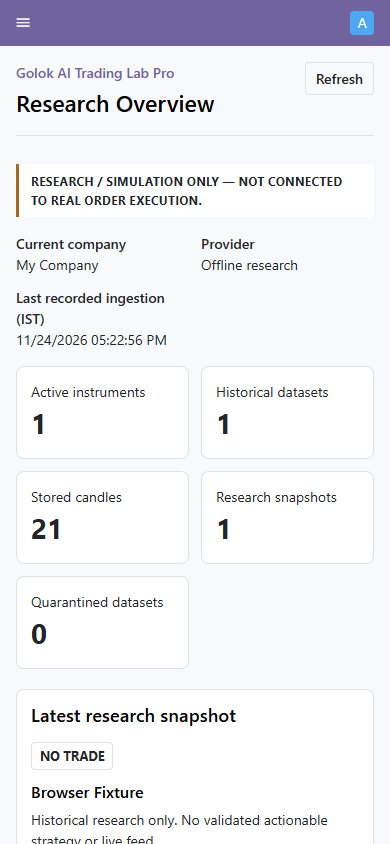 A
Golok AI Trading Lab Pro
Research Overview
Refresh
RESEARCH / SIMULATION ONLY — NOT CONNECTED
TO REAL ORDER EXECUTION.
Current company
My Company
Provider
Offline research
Last recorded ingestion
(IST)
11/24/2026 05:22:56 PM
Active instruments
1
Historical datasets
1
Stored candles
21
Research snapshots
1
Quarantined datasets
0
Latest research snapshot
NO TRADE
Browser Fixture
Historical research only. No validated actionable
strategy or live feed